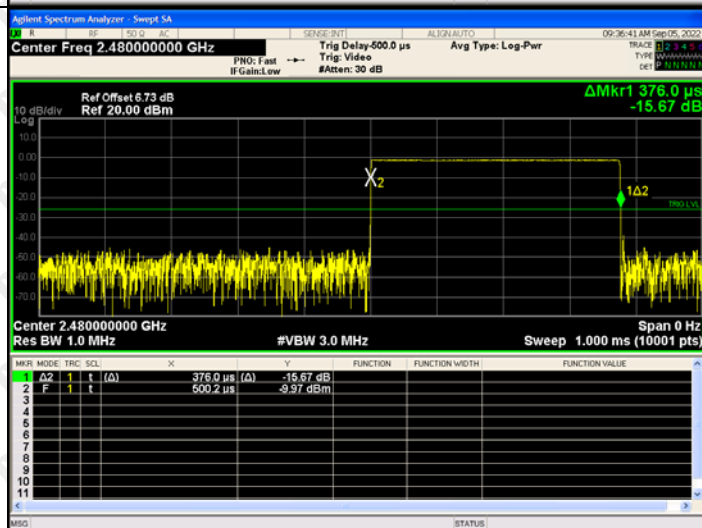 Agilent Spectrum Analyzer - Swept SA
R RF 50 Ω AC SENSE:INT ALIGN AUTO 09:36:41 AM Sep 05, 2022
Center Freq 2.480000000 GHz
PNO: Fast
IFGain:Low
Trig Delay-500.0 µs
Trig: Video
#Atten: 30 dB
Avg Type: Log-Pwr
TRACE 1 2 3 4 5 6
TYPE
DET P N N N N N
ΔMkr1 376.0 µs
-15.67 dB
Ref Offset 6.73 dB
10 dB/div Ref 20.00 dBm
Log
10.0
0.00
-10.0
-20.0
-30.0
-40.0
-50.0
-60.0
-70.0
2
1Δ2
TRIG LVL
Center 2.480000000 GHz Span 0 Hz
Res BW 1.0 MHz #VBW 3.0 MHz Sweep 1.000 ms (10001 pts)
MKR MODE TRC SCL X Y FUNCTION FUNCTION WIDTH FUNCTION VALUE
1 Δ2 1 t (Δ) 376.0 µs (Δ) -15.67 dB
2 F 1 t 500.2 µs -9.97 dBm
3
4
5
6
7
8
9
10
11
MSG STATUS